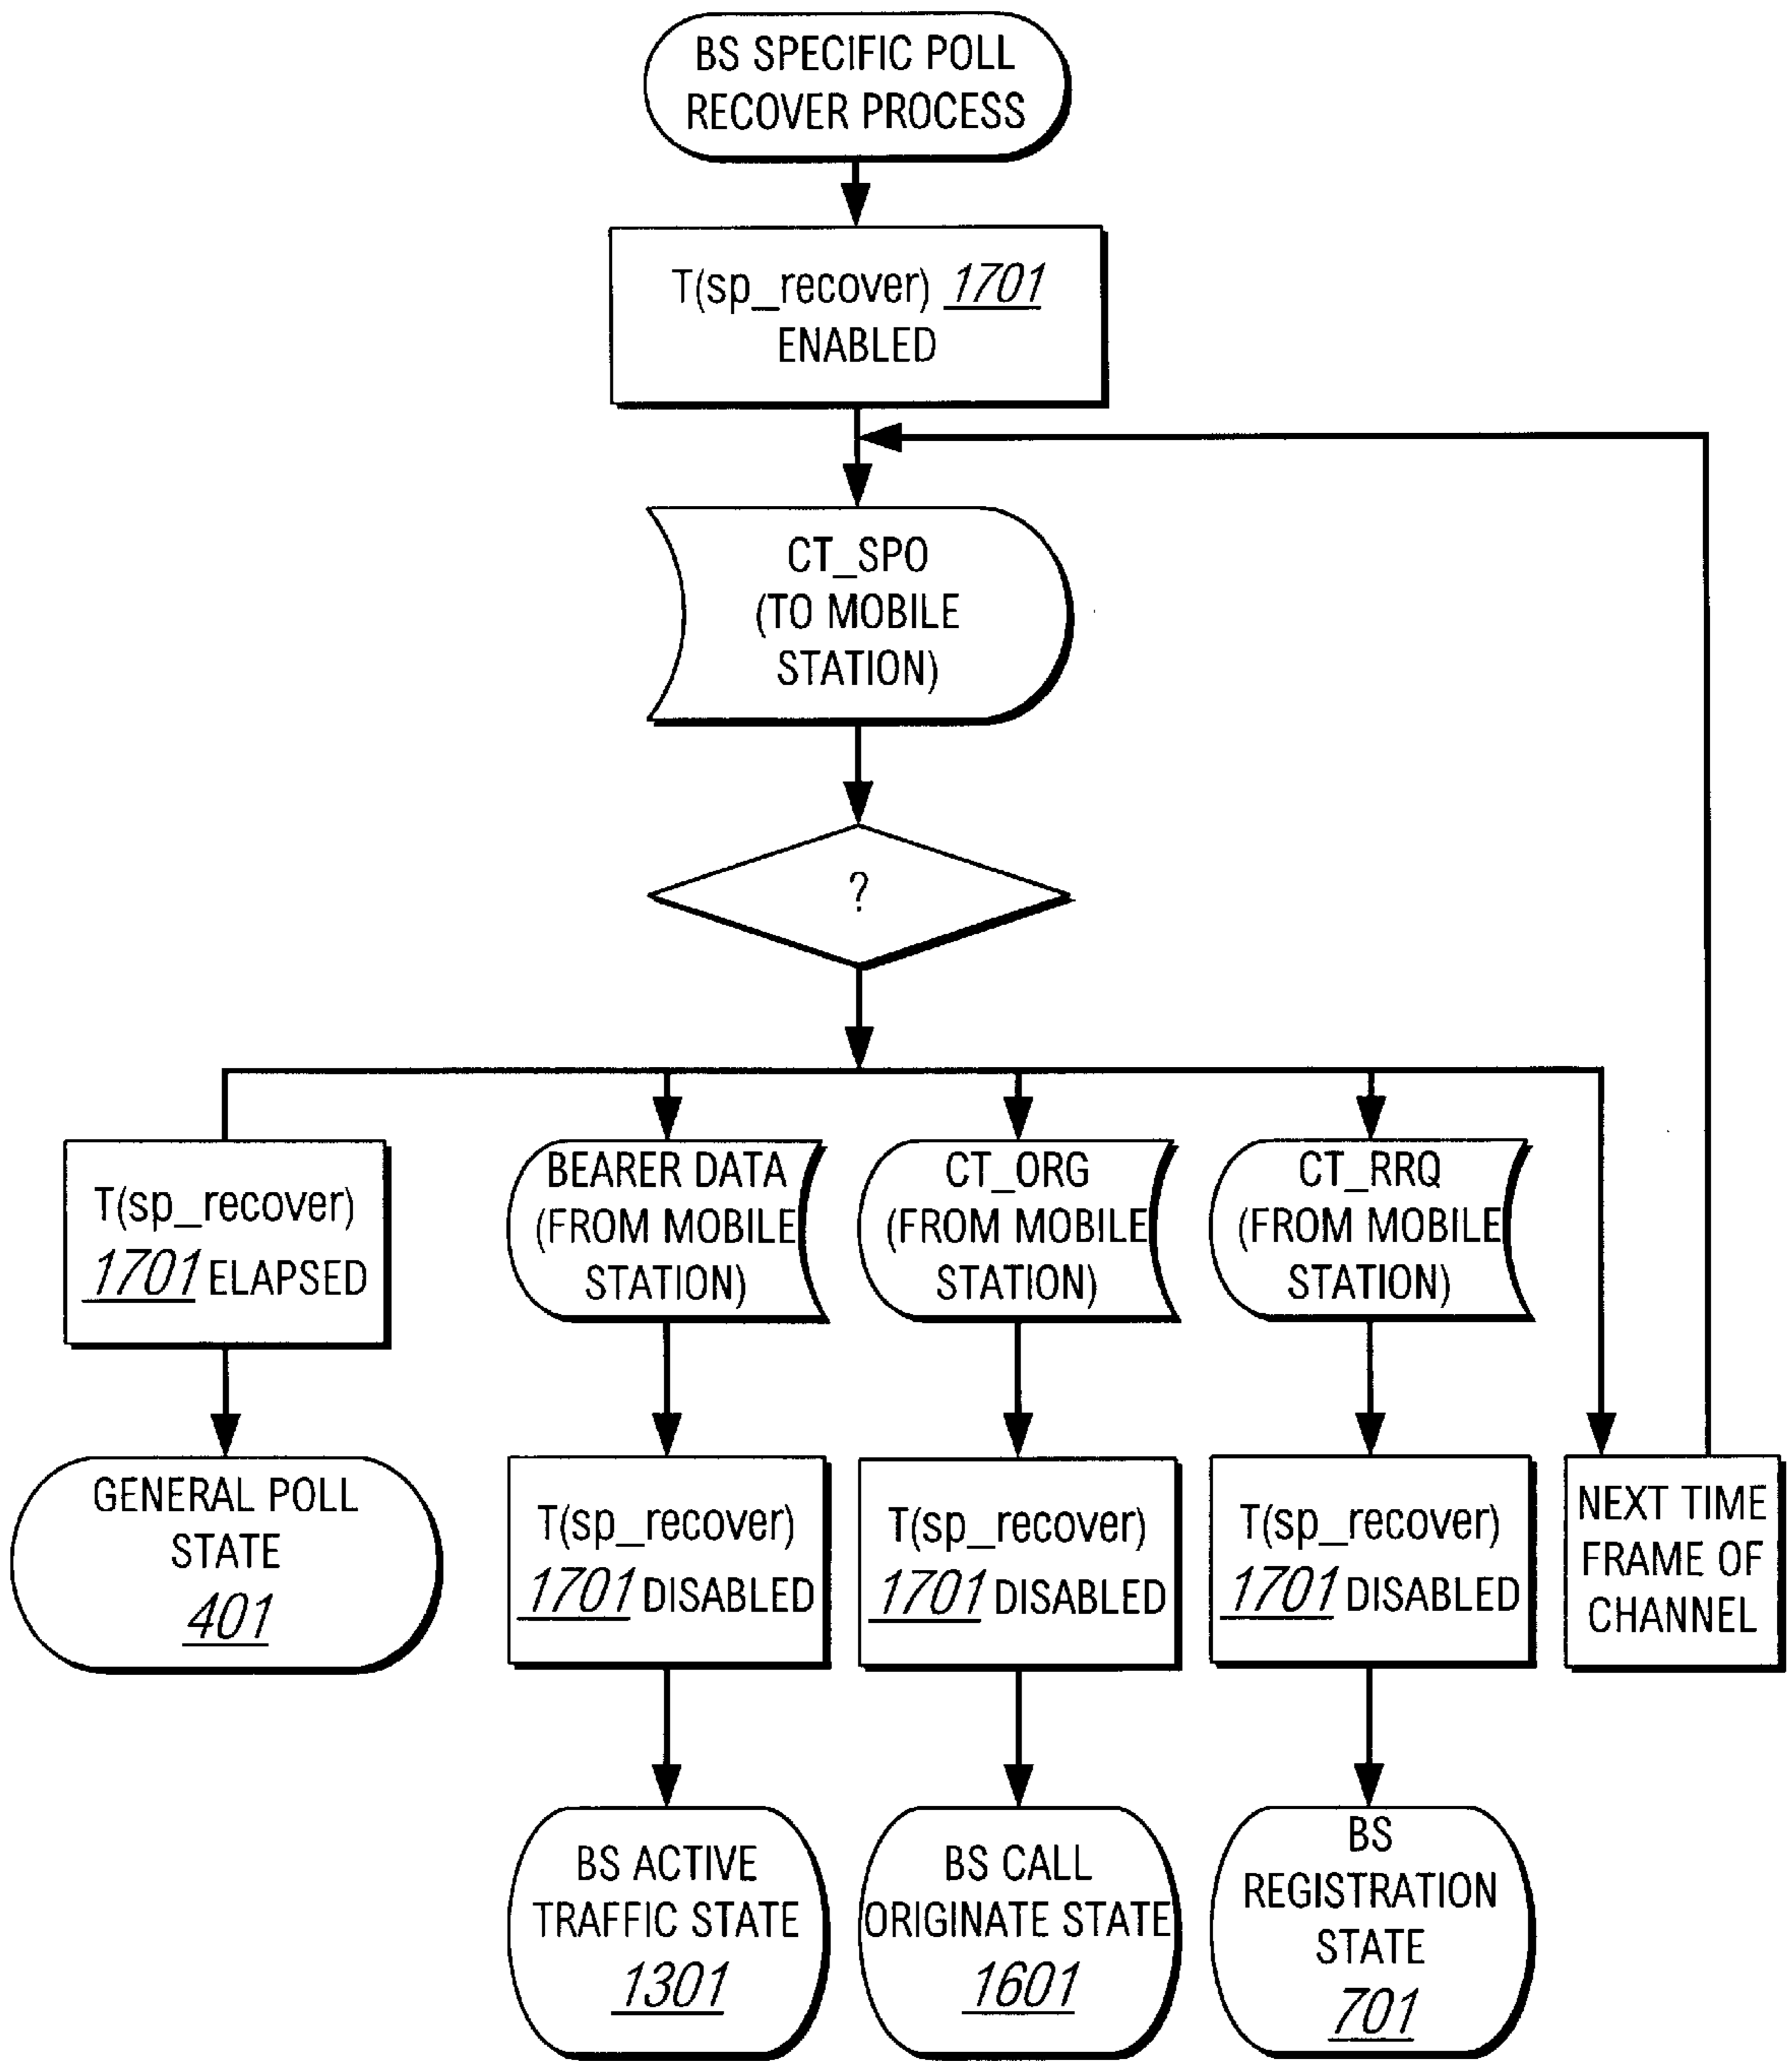 BS SPECIFIC POLL
RECOVER PROCESS
T(sp_recover) 1701
ENABLED
CT_SPO
(TO MOBILE
STATION)
?
T(sp_recover)
1701 ELAPSED
GENERAL POLL
STATE
401
BEARER DATA
(FROM MOBILE
STATION)
T(sp_recover)
1701 DISABLED
BS ACTIVE
TRAFFIC STATE
1301
CT_ORG
(FROM MOBILE
STATION)
T(sp_recover)
1701 DISABLED
BS CALL
ORIGINATE STATE
1601
CT_RRQ
(FROM MOBILE
STATION)
T(sp_recover)
1701 DISABLED
BS
REGISTRATION
STATE
701
NEXT TIME
FRAME OF
CHANNEL